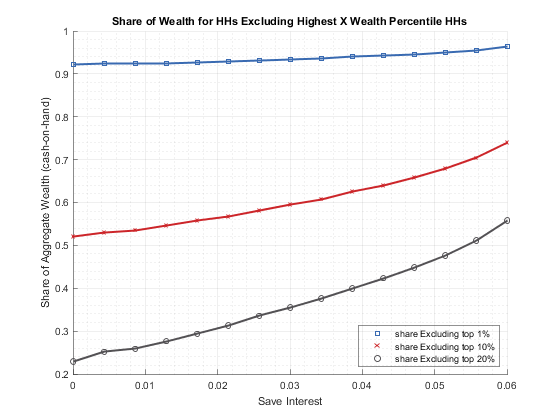 Share of Wealth for HHs Excluding Highest X Wealth Percentile HHs
1
0.9
0.8
0.7
0.6
0.5
0.4
0.3
0.2
Share of Aggregate Wealth (cash-on-hand)
share Excluding top 1%
share Excluding top 10%
share Excluding top 20%
0 0.01 0.02 0.03 0.04 0.05 0.06
Save Interest